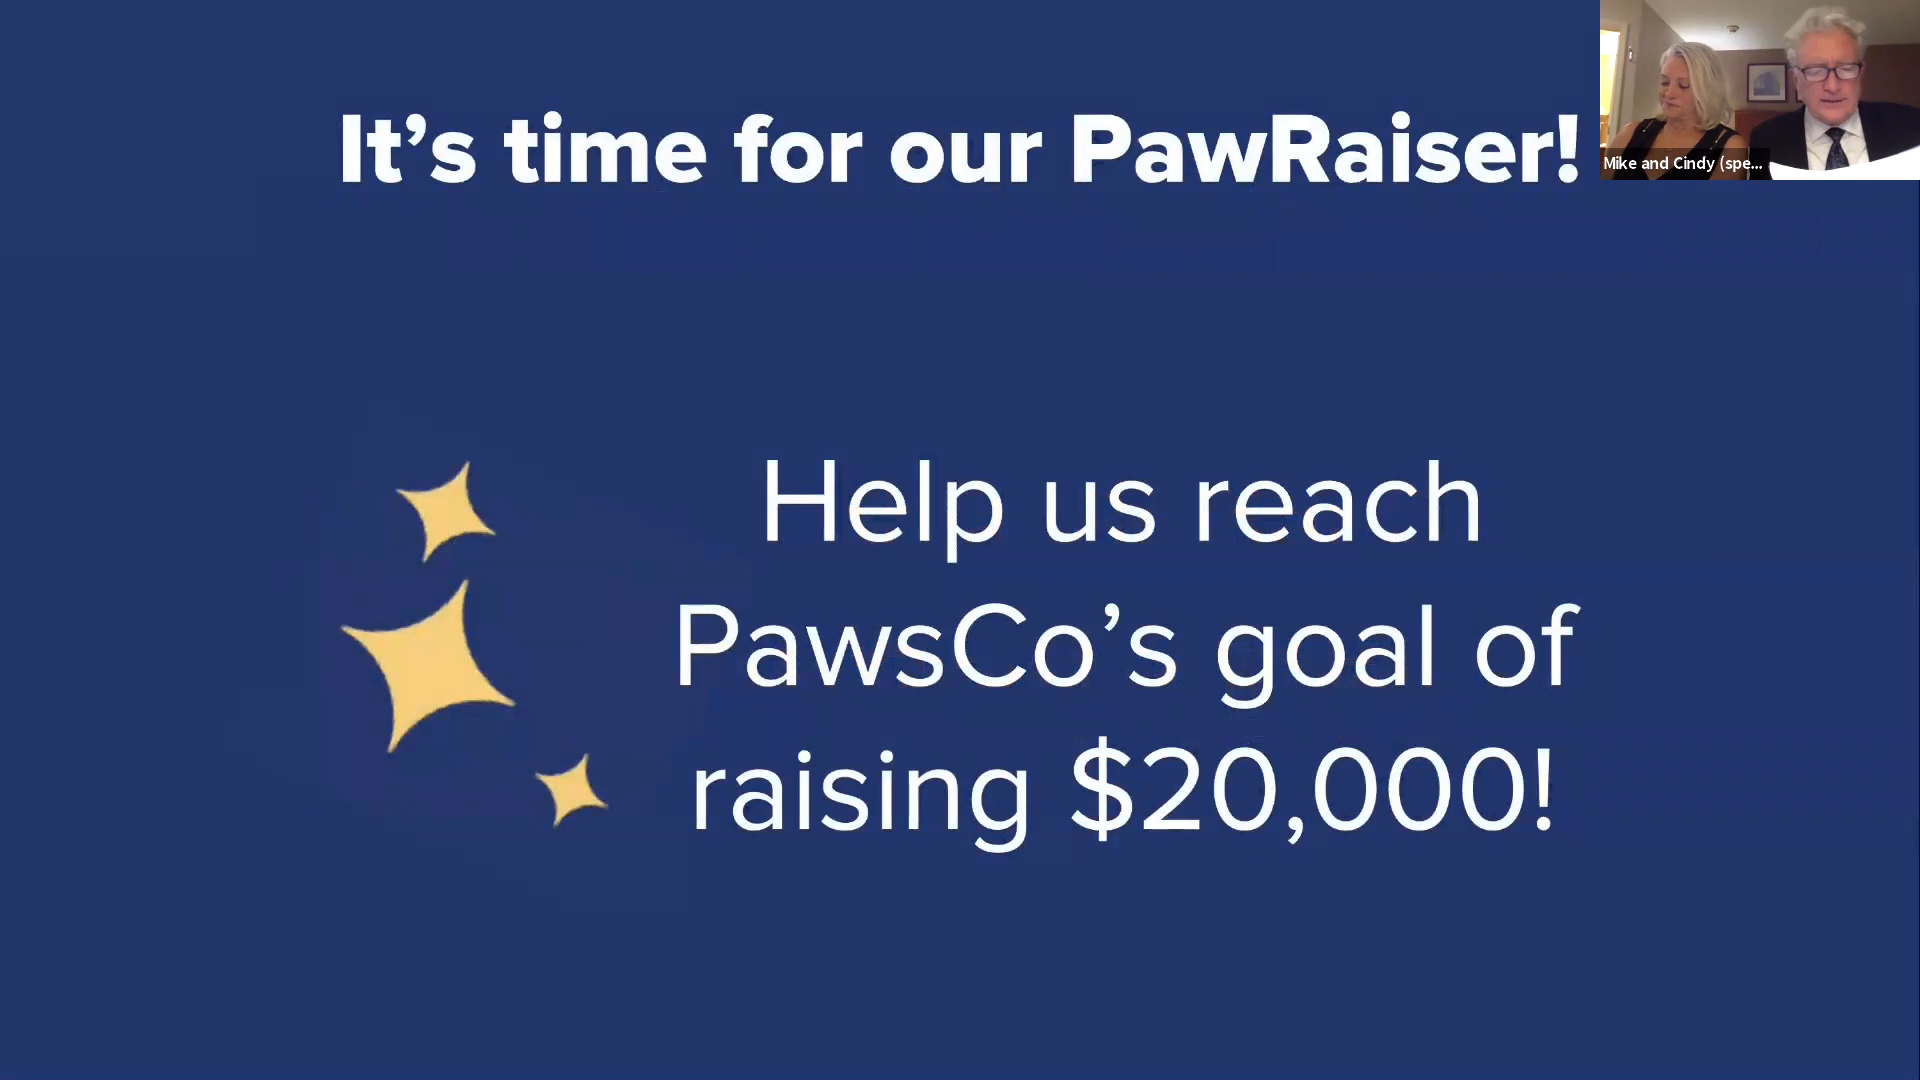 It’s time for our PawRaiser!
Mike and Cindy (spe...
Help us reach
PawsCo’s goal of
raising $20,000!